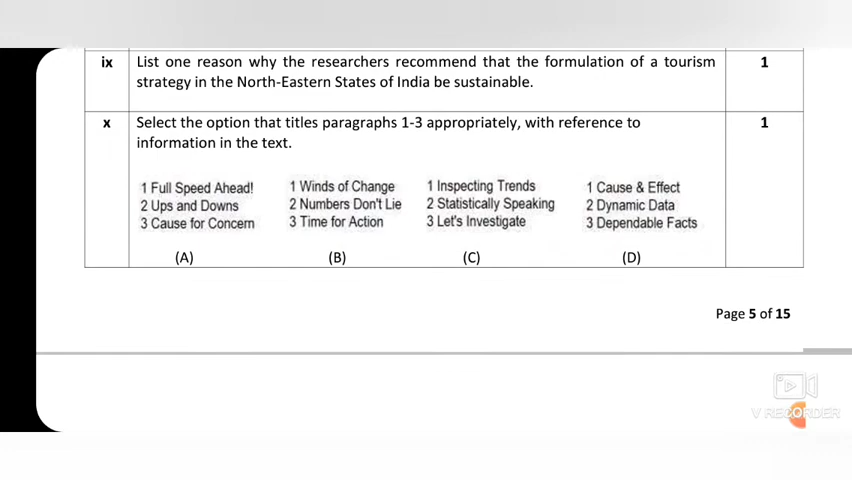 ix List one reason why the researchers recommend that the formulation of a tourism 1
strategy in the North-Eastern States of India be sustainable.
x Select the option that titles paragraphs 1-3 appropriately, with reference to 1
information in the text.
1 Full Speed Ahead! 1 Winds of Change 1 Inspecting Trends 1 Cause & Effect
2 Ups and Downs 2 Numbers Don't Lie 2 Statistically Speaking 2 Dynamic Data
3 Cause for Concern 3 Time for Action 3 Let's Investigate 3 Dependable Facts
(A) (B) (C) (D)
Page 5 of 15
V RECORDER